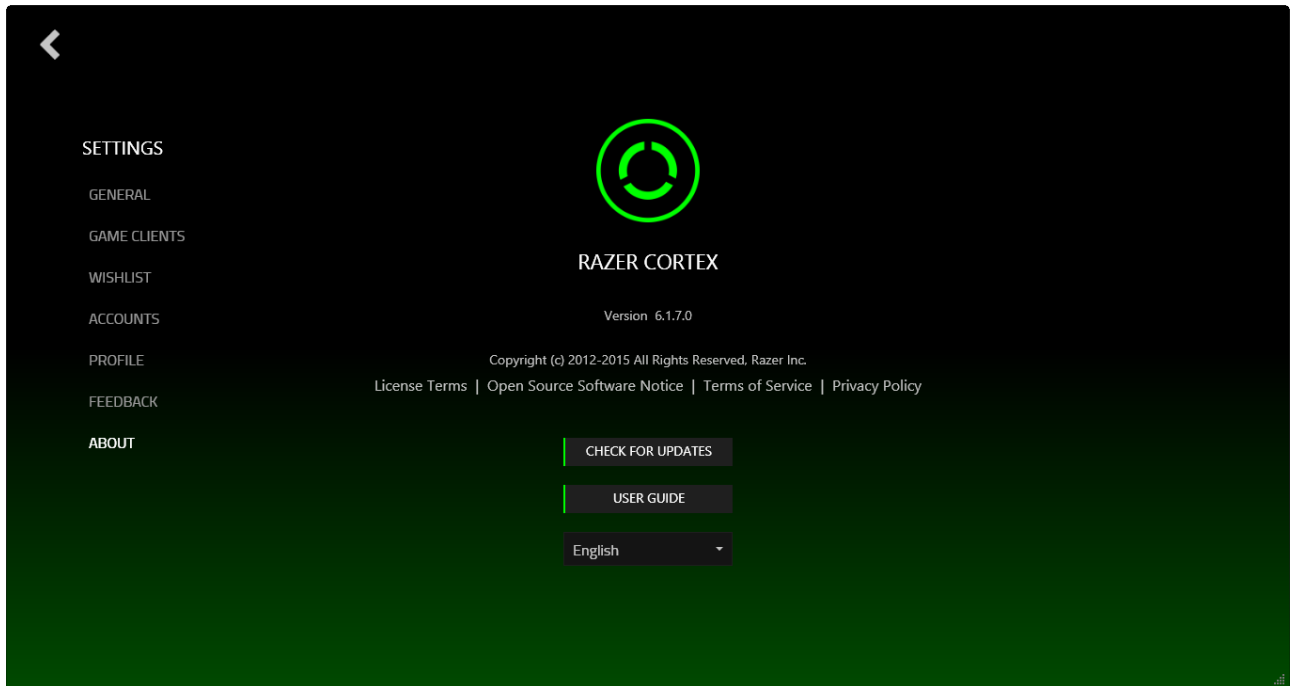 SETTINGS
GENERAL
GAME CLIENTS
WISHLIST
ACCOUNTS
PROFILE
FEEDBACK
ABOUT
RAZER CORTEX
Version 6.1.7.0
Copyright (c) 2012-2015 All Rights Reserved, Razer Inc.
License Terms | Open Source Software Notice | Terms of Service | Privacy Policy
CHECK FOR UPDATES
USER GUIDE
English